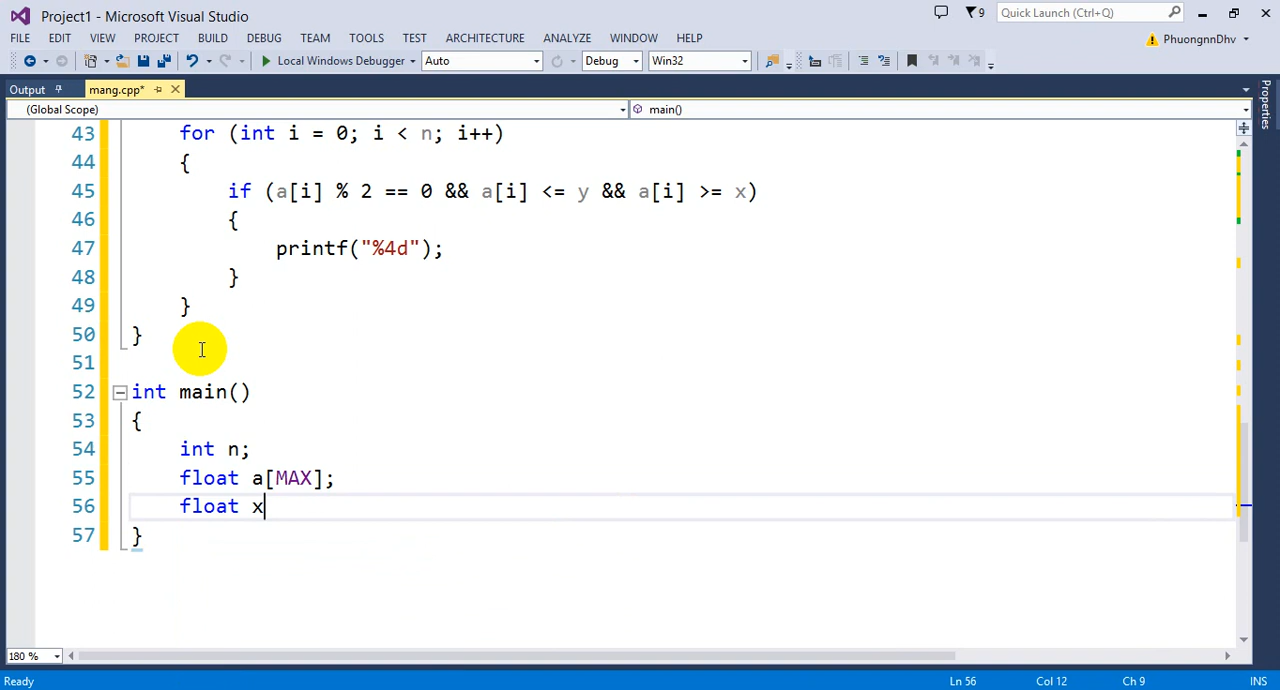 Project1 - Microsoft Visual Studio
9
Quick Launch (Ctrl+Q)
FILE EDIT VIEW PROJECT BUILD DEBUG TEAM TOOLS TEST ARCHITECTURE ANALYZE WINDOW HELP
PhuongnnDhv
Local Windows Debugger Auto Debug Win32
Output mang.cpp*
(Global Scope) main()
Properties
43 for (int i = 0; i < n; i++)
44 {
45 if (a[i] % 2 == 0 && a[i] <= y && a[i] >= x)
46 {
47 printf("%4d");
48 }
49 }
50 }
51
52 int main()
53 {
54 int n;
55 float a[MAX];
56 float x
57 }
180 %
Ready Ln 56 Col 12 Ch 9 INS